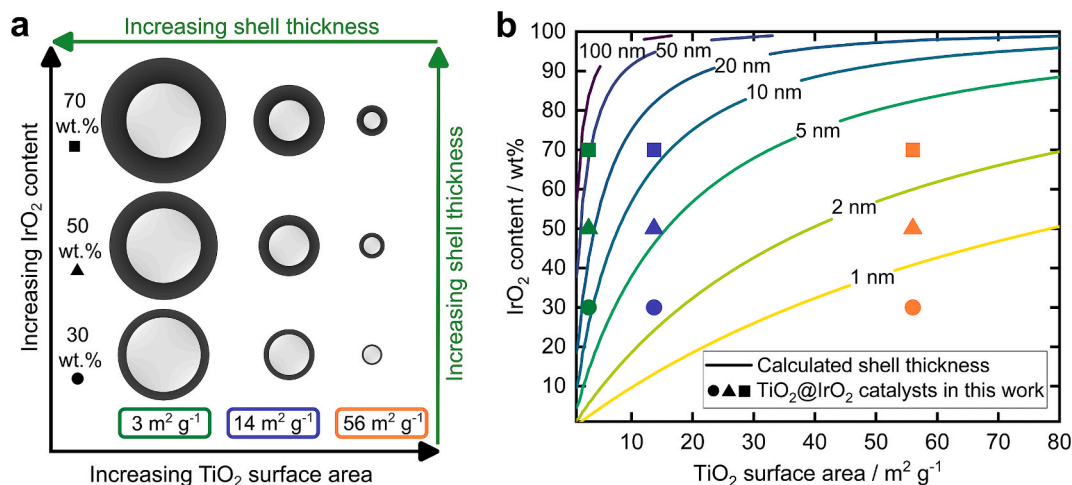 a
Increasing shell thickness
Increasing IrO₂ content
70
wt.%
50
wt.%
30
wt.%
Increasing shell thickness
3 m² g⁻¹
14 m² g⁻¹
56 m² g⁻¹
Increasing TiO₂ surface area
b
IrO₂ content / wt%
100
90
80
70
60
50
40
30
20
10
100 nm
50 nm
20 nm
10 nm
5 nm
2 nm
1 nm
Calculated shell thickness
TiO₂@IrO₂ catalysts in this work
10 20 30 40 50 60 70 80
TiO₂ surface area / m² g⁻¹